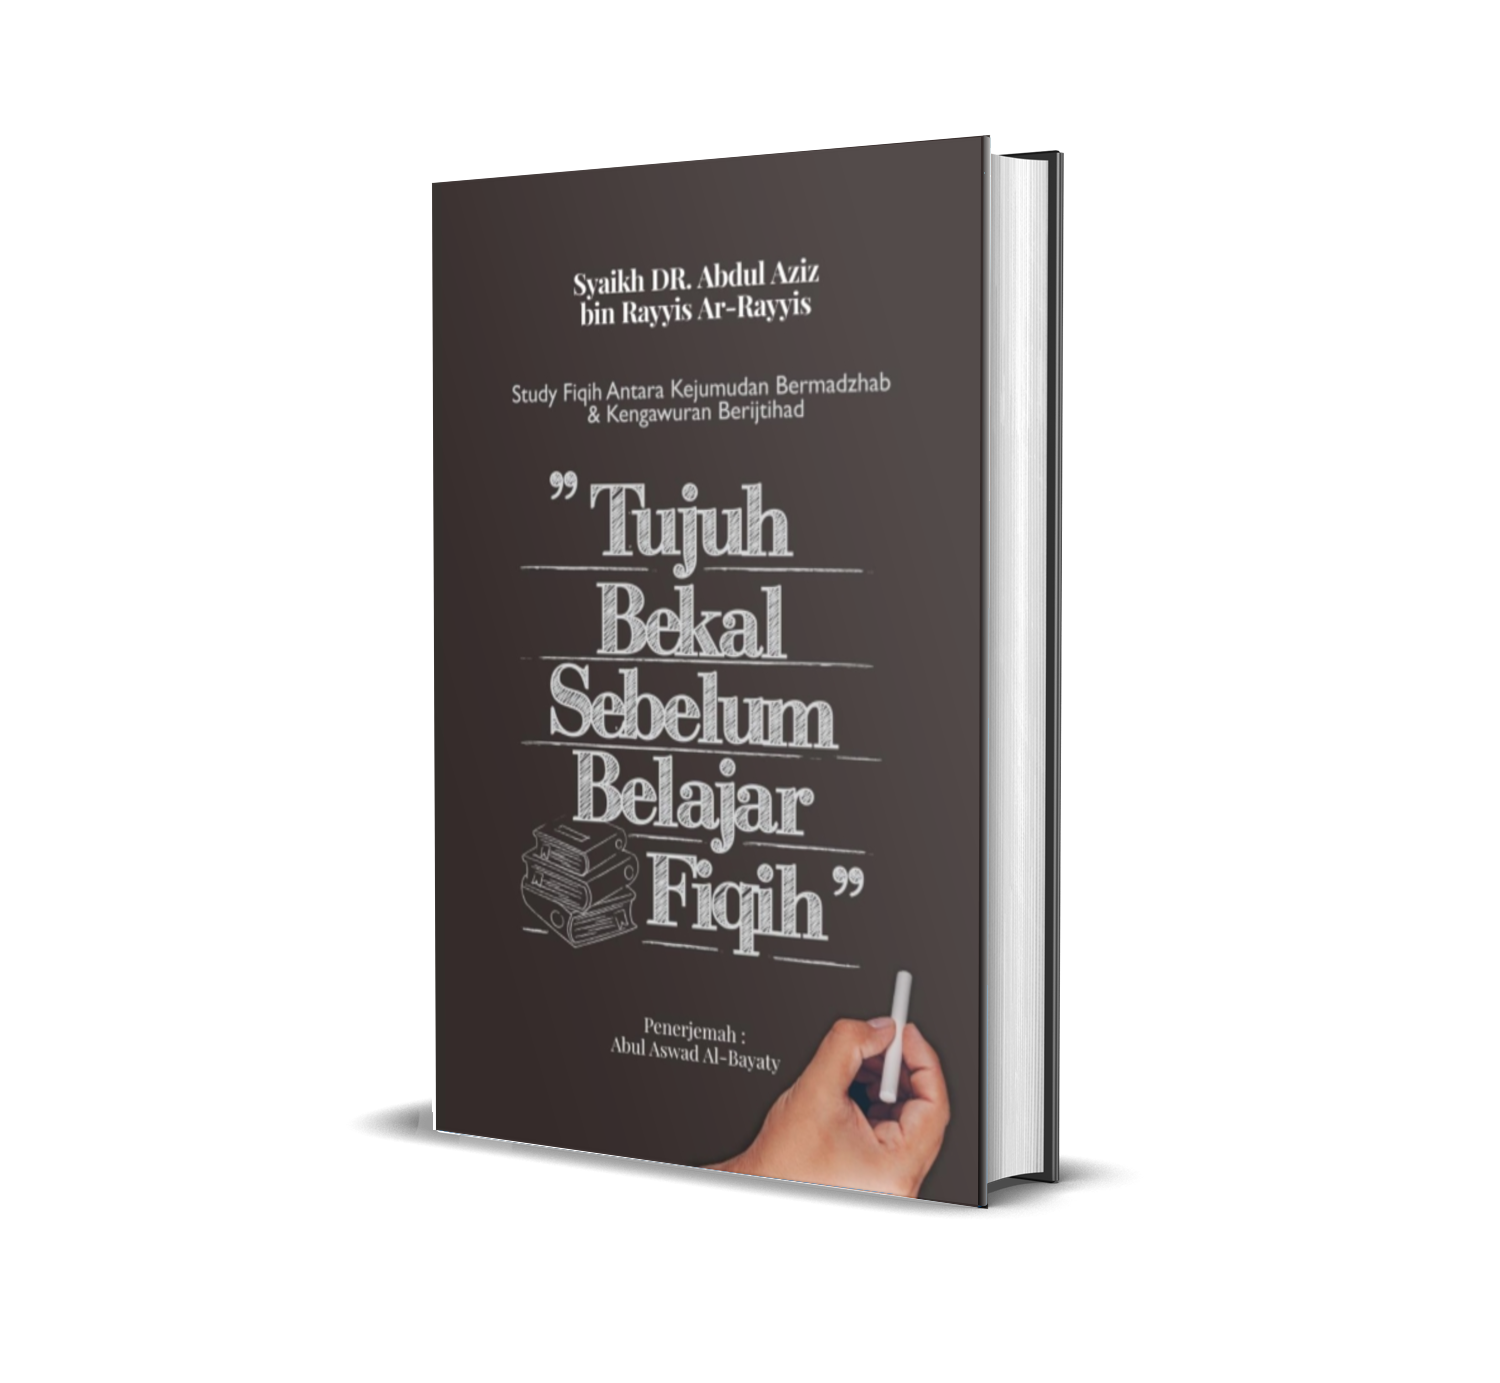 Syaikh DR. Abdul Aziz
bin Rayyis Ar-Rayyis
Study Fiqih Antara Kejumudan Bermadzhab
& Kengawuran Berijtihad
” Tujuh
Bekal
Sebelum
Belajar
Fiqih”
Penerjemah :
Abul Aswad Al-Bayaty